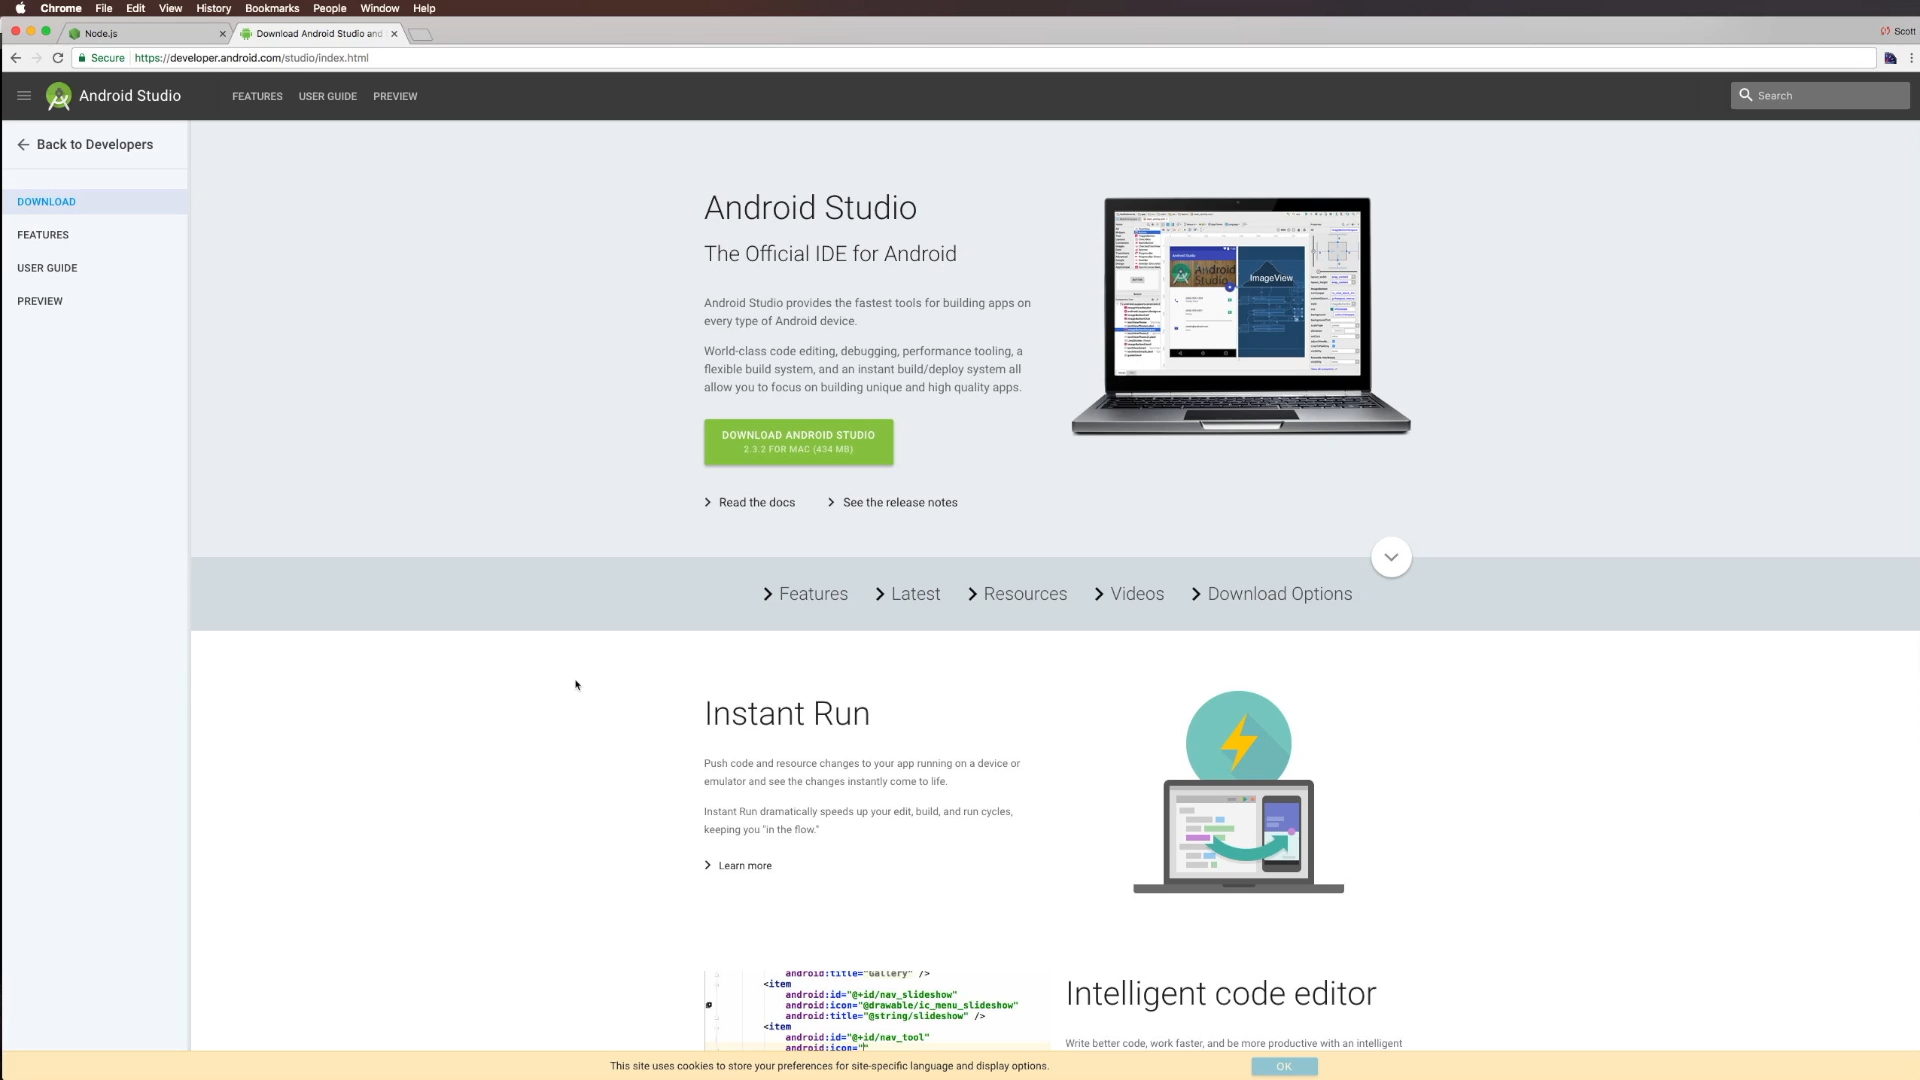 Chrome File Edit View History Bookmarks People Window Help
Node.js
Download Android Studio and
Scott
Secure https://developer.android.com/studio/index.html
Android Studio FEATURES USER GUIDE PREVIEW
Search
Back to Developers
DOWNLOAD
FEATURES
USER GUIDE
PREVIEW
Android Studio
The Official IDE for Android
Android Studio provides the fastest tools for building apps on
every type of Android device.
World-class code editing, debugging, performance tooling, a
flexible build system, and an instant build/deploy system all
allow you to focus on building unique and high quality apps.
DOWNLOAD ANDROID STUDIO
2.3.2 FOR MAC (434 MB)
Read the docs See the release notes
Android Studio
ImageView
Features Latest Resources Videos Download Options
Instant Run
Push code and resource changes to your app running on a device or
emulator and see the changes instantly come to life.
Instant Run dramatically speeds up your edit, build, and run cycles,
keeping you "in the flow."
Learn more
android:title="Gallery" />
<item
android:id="@+id/nav_slideshow"
android:icon="@drawable/ic_menu_slideshow"
android:title="@string/slideshow" />
<item
android:id="@+id/nav_tool"
android:icon="
Intelligent code editor
Write better code, work faster, and be more productive with an intelligent
This site uses cookies to store your preferences for site-specific language and display options.
OK